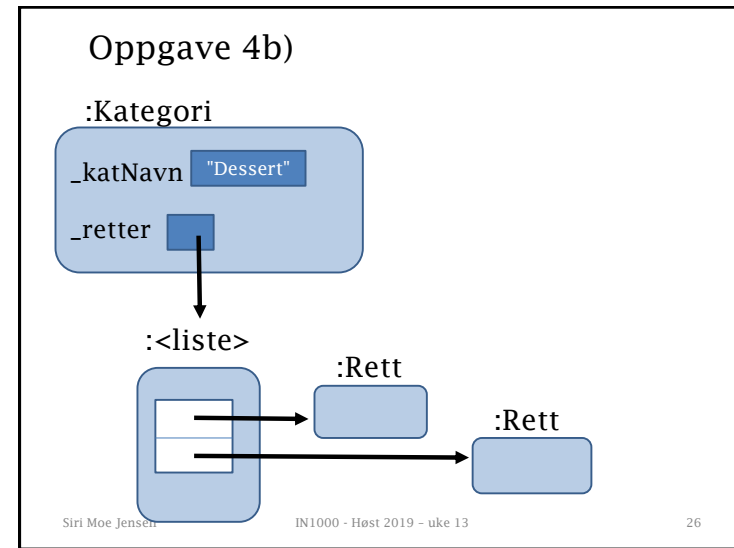 Oppgave 4b)
:Kategori
_katNavn "Dessert"
_retter
:<liste>
:Rett
:Rett
Siri Moe Jensen IN1000 - Høst 2019 – uke 13 26